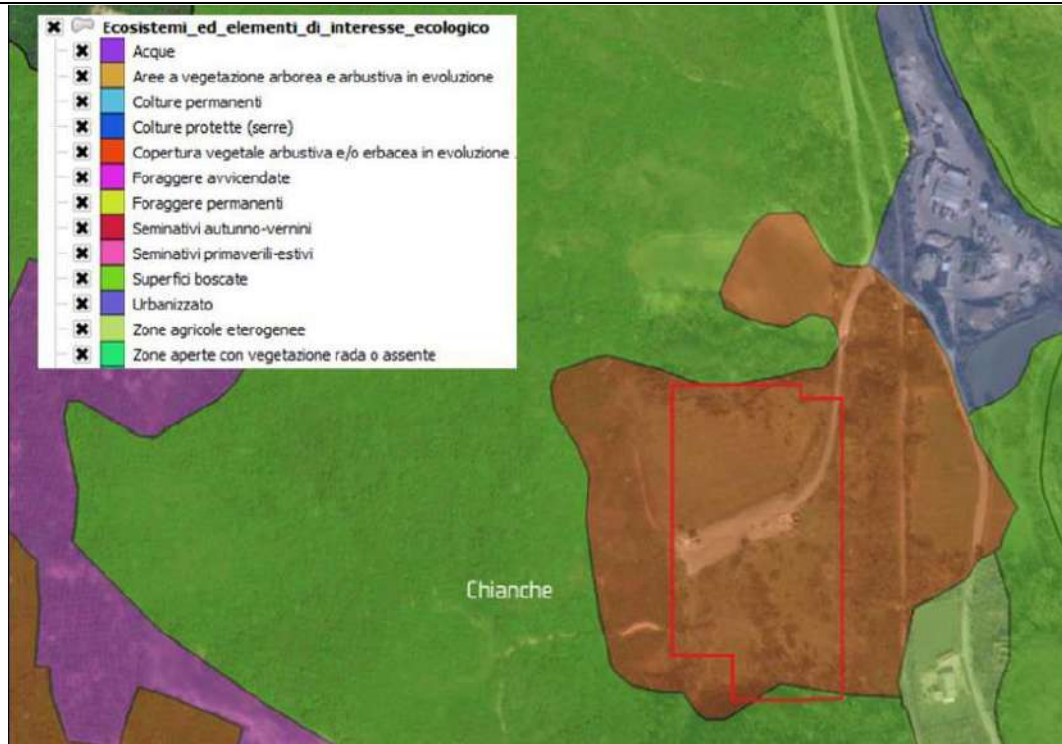 Ecosistemi_ed_elementi_di_interesse_ecologico
Acque
Aree a vegetazione arborea e arbustiva in evoluzione
Colture permanenti
Colture protette (serre)
Copertura vegetale arbustiva e/o erbacea in evoluzione .
Foraggere avvicendate
Foraggere permanenti
Seminativi autunno-vernini
Seminativi primaverili-estivi
Superfici boscate
Urbanizzato
Zone agricole eterogenee
Zone aperte con vegetazione rada o assente
Chianche